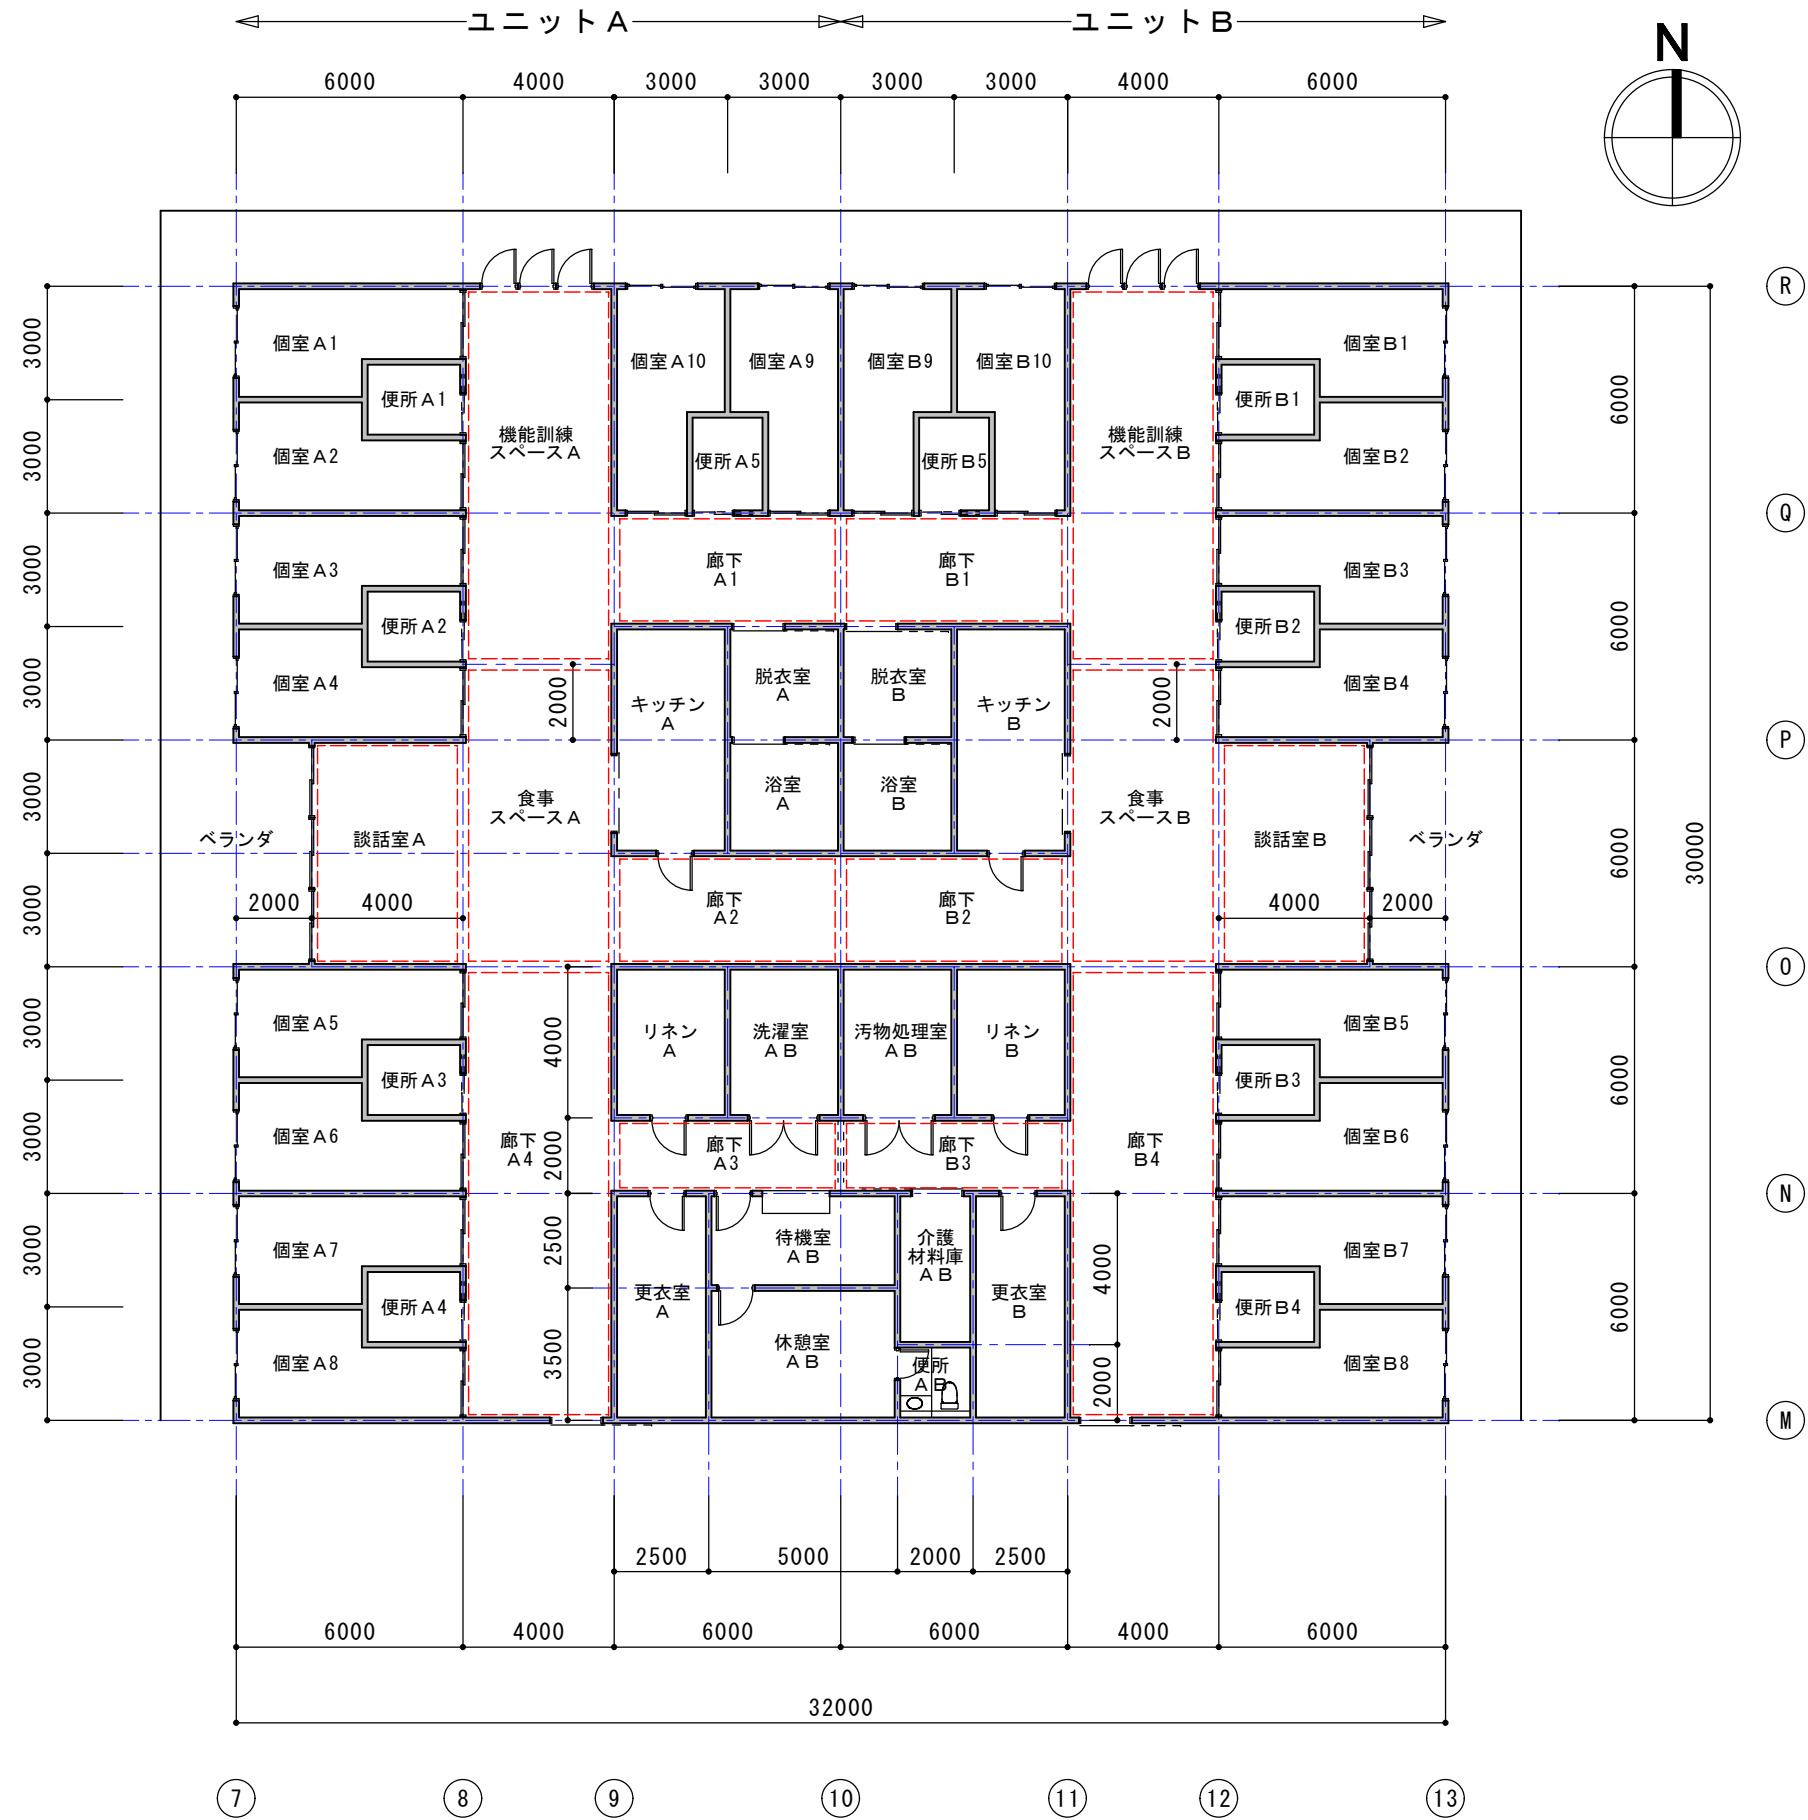 ユニットA
ユニットB
N
6000
4000
3000
3000
3000
3000
4000
6000
R
3000
個室A1
便所A1
個室A10
個室A9
個室B9
個室B10
個室B1
便所B1
6000
3000
個室A2
機能訓練
スペースA
便所A5
便所B5
機能訓練
スペースB
個室B2
Q
3000
個室A3
便所A2
廊下
A1
廊下
B1
個室B3
便所B2
6000
3000
個室A4
2000
キッチン
A
脱衣室
A
脱衣室
B
キッチン
B
2000
個室B4
P
3000
ベランダ
談話室A
食事
スペースA
浴室
A
浴室
B
食事
スペースB
談話室B
ベランダ
6000
30000
3000
2000
4000
廊下
A2
廊下
B2
4000
2000
O
3000
個室A5
便所A3
4000
リネン
A
洗濯室
AB
汚物処理室
AB
リネン
B
個室B5
便所B3
6000
3000
個室A6
廊下
A4
2000
廊下
A3
廊下
B3
廊下
B4
個室B6
N
3000
個室A7
便所A4
2500
待機室
AB
介護
材料庫
AB
更衣室
A
更衣室
B
4000
個室B7
便所B4
6000
3000
個室A8
3500
休憩室
AB
便所
AB
2000
個室B8
M
2500
5000
2000
2500
6000
4000
6000
6000
4000
6000
32000
7
8
9
10
11
12
13